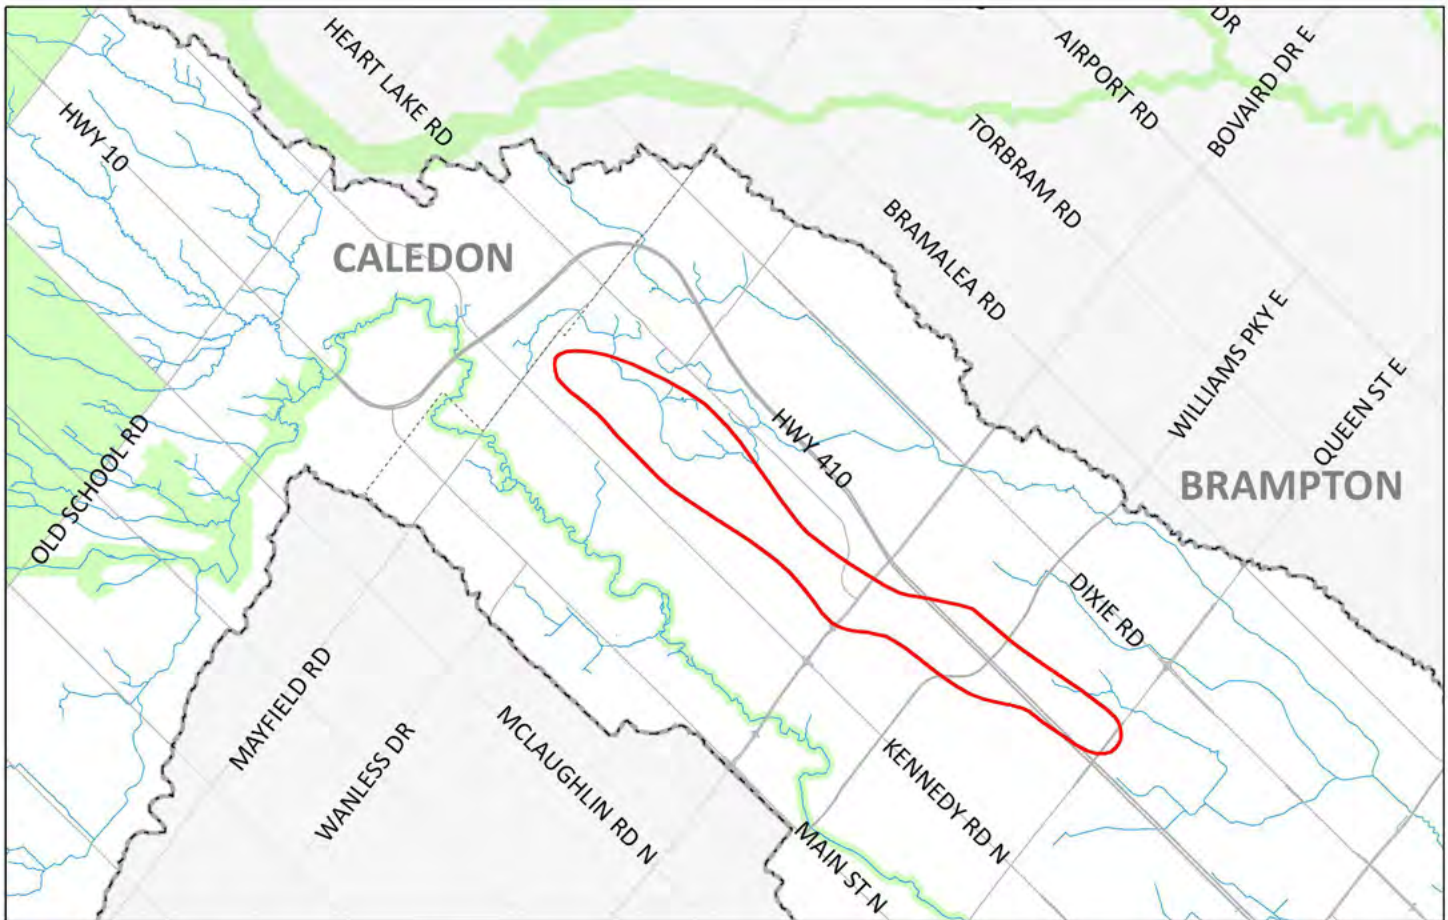 DR
HEART LAKE RD
AIRPORT RD
BOVAIRD DR E
HWY 10
TORBRAM RD
BRAMALEA RD
CALEDON
WILLIAMS PKY E
QUEEN ST E
HWY 410
OLD SCHOOL RD
BRAMPTON
DIXIE RD
MAYFIELD RD
WANLESS DR
MCLAUGHLIN RD N
KENNEDY RD N
MAIN ST N